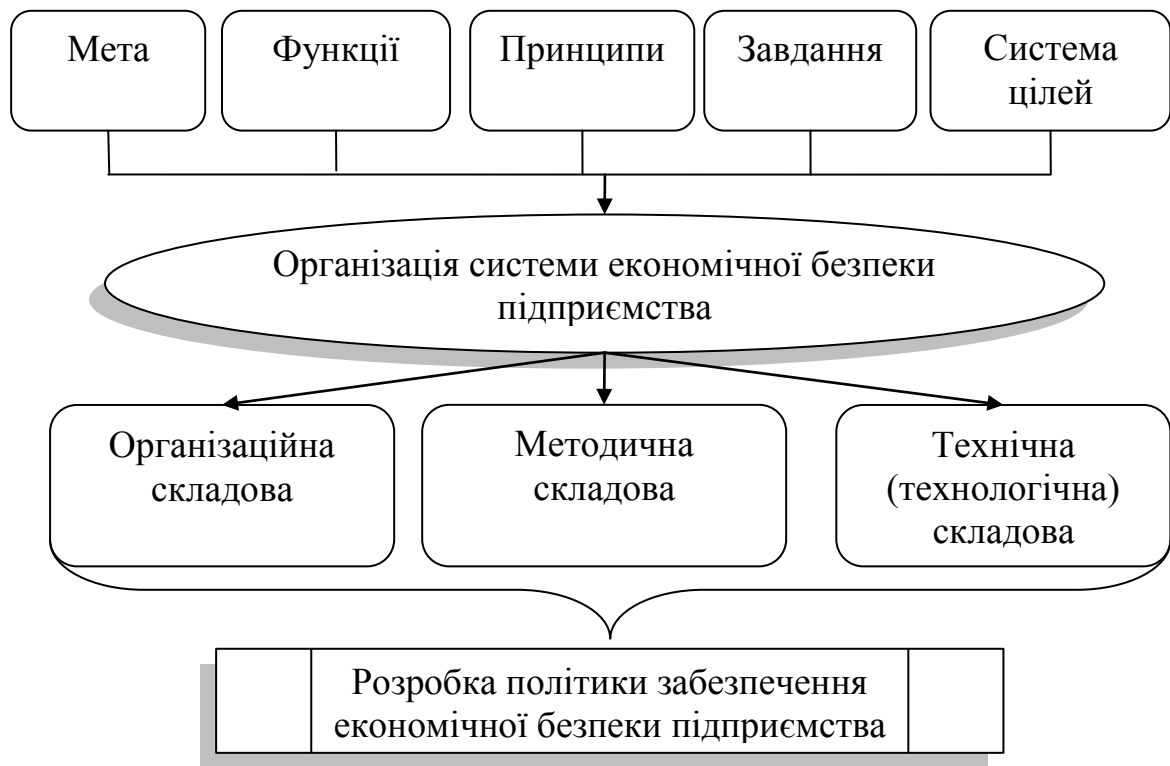 Мета
Функції
Принципи
Завдання
Система
цілей
Організація системи економічної безпеки
підприємства
Організаційна
складова
Методична
складова
Технічна
(технологічна)
складова
Розробка політики забезпечення
економічної безпеки підприємства